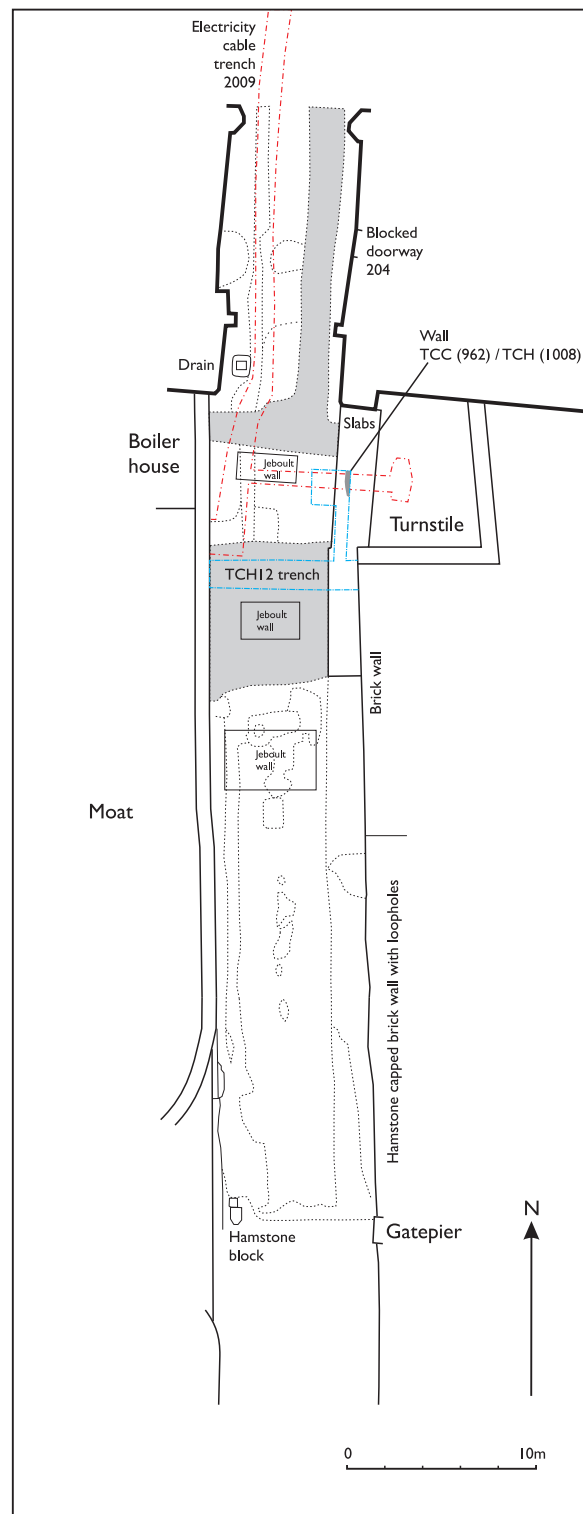 Electricity
cable
trench
2009
Blocked
doorway
204
Wall
TCC (962) / TCH (1008)
Drain
Slabs
Boiler
house
Jeboult
wall
Turnstile
TCH12 trench
Jeboult
wall
Brick wall
Jeboult
wall
Moat
Hamstone capped brick wall with loopholes
N
Gatepier
Hamstone
block
0 10m